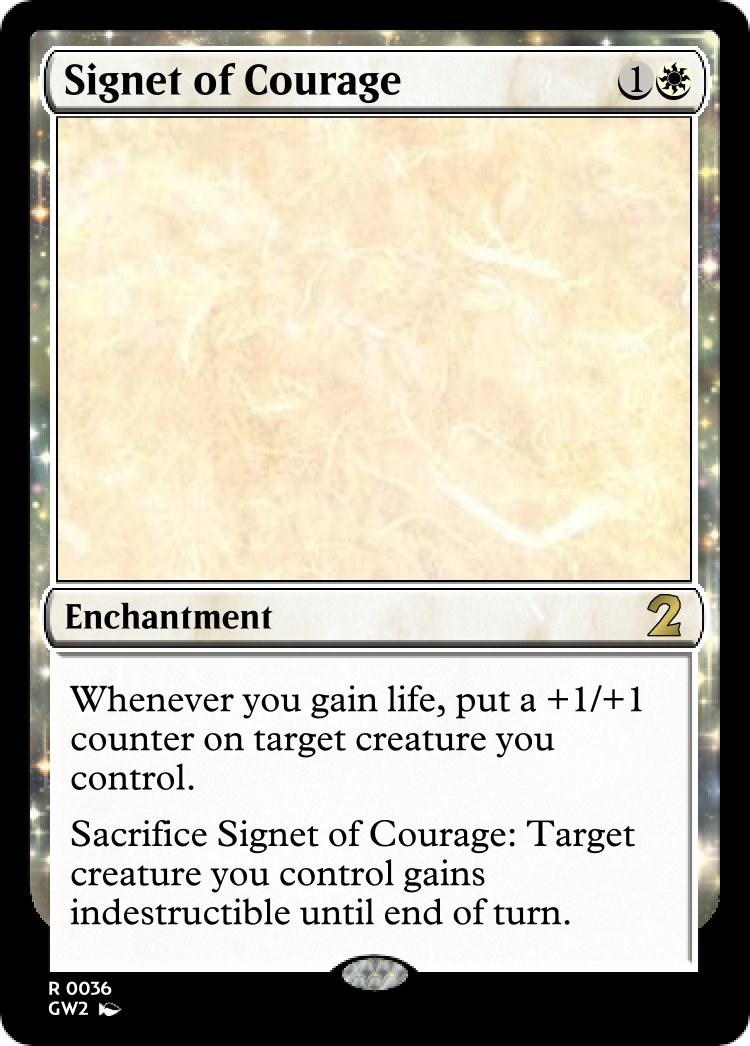 Signet of Courage 1
Enchantment 2
Whenever you gain life, put a +1/+1
counter on target creature you
control.
Sacrifice Signet of Courage: Target
creature you control gains
indestructible until end of turn.
R 0036
GW2